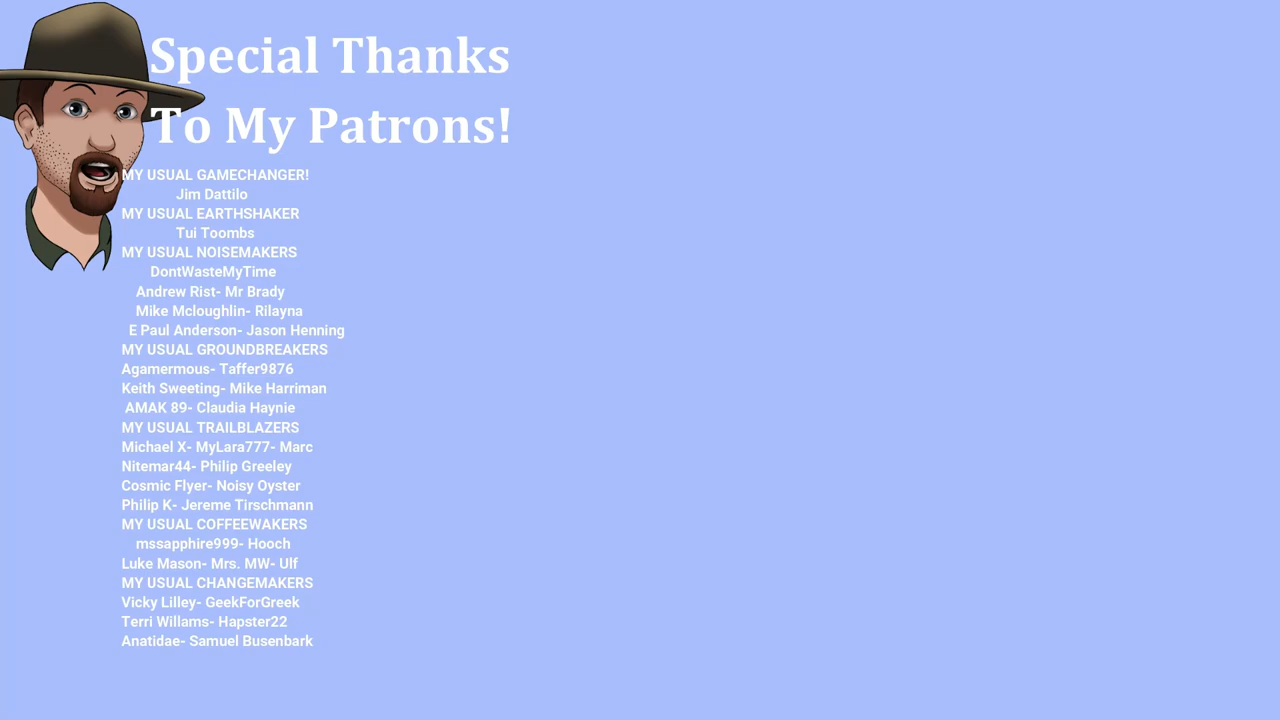 Special Thanks
To My Patrons!
MY USUAL GAMECHANGER!
Jim Dattilo
MY USUAL EARTHSHAKER
Tui Toombs
MY USUAL NOISEMAKERS
DontWasteMyTime
Andrew Rist- Mr Brady
Mike Mcloughlin- Rilayna
E Paul Anderson- Jason Henning
MY USUAL GROUNDBREAKERS
Agamermous- Taffer9876
Keith Sweeting- Mike Harriman
AMAK 89- Claudia Haynie
MY USUAL TRAILBLAZERS
Michael X- MyLara777- Marc
Nitemar44- Philip Greeley
Cosmic Flyer- Noisy Oyster
Philip K- Jereme Tirschmann
MY USUAL COFFEEWAKERS
mssapphire999- Hooch
Luke Mason- Mrs. MW- Ulf
MY USUAL CHANGEMAKERS
Vicky Lilley- GeekForGreek
Terri Willams- Hapster22
Anatidae- Samuel Busenbark